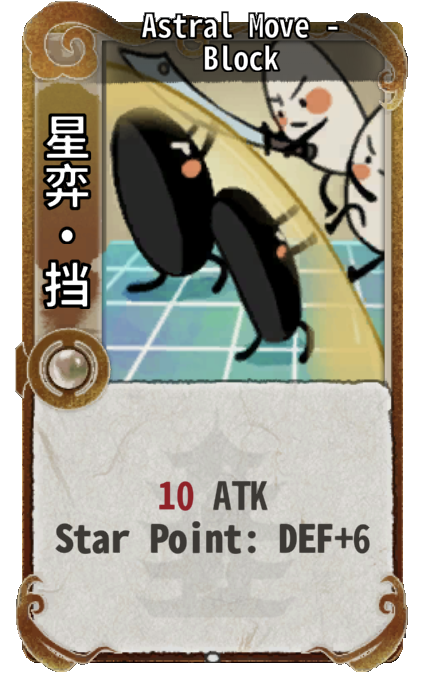 Astral Move -
Block
星弈·挡
10 ATK
Star Point: DEF+6